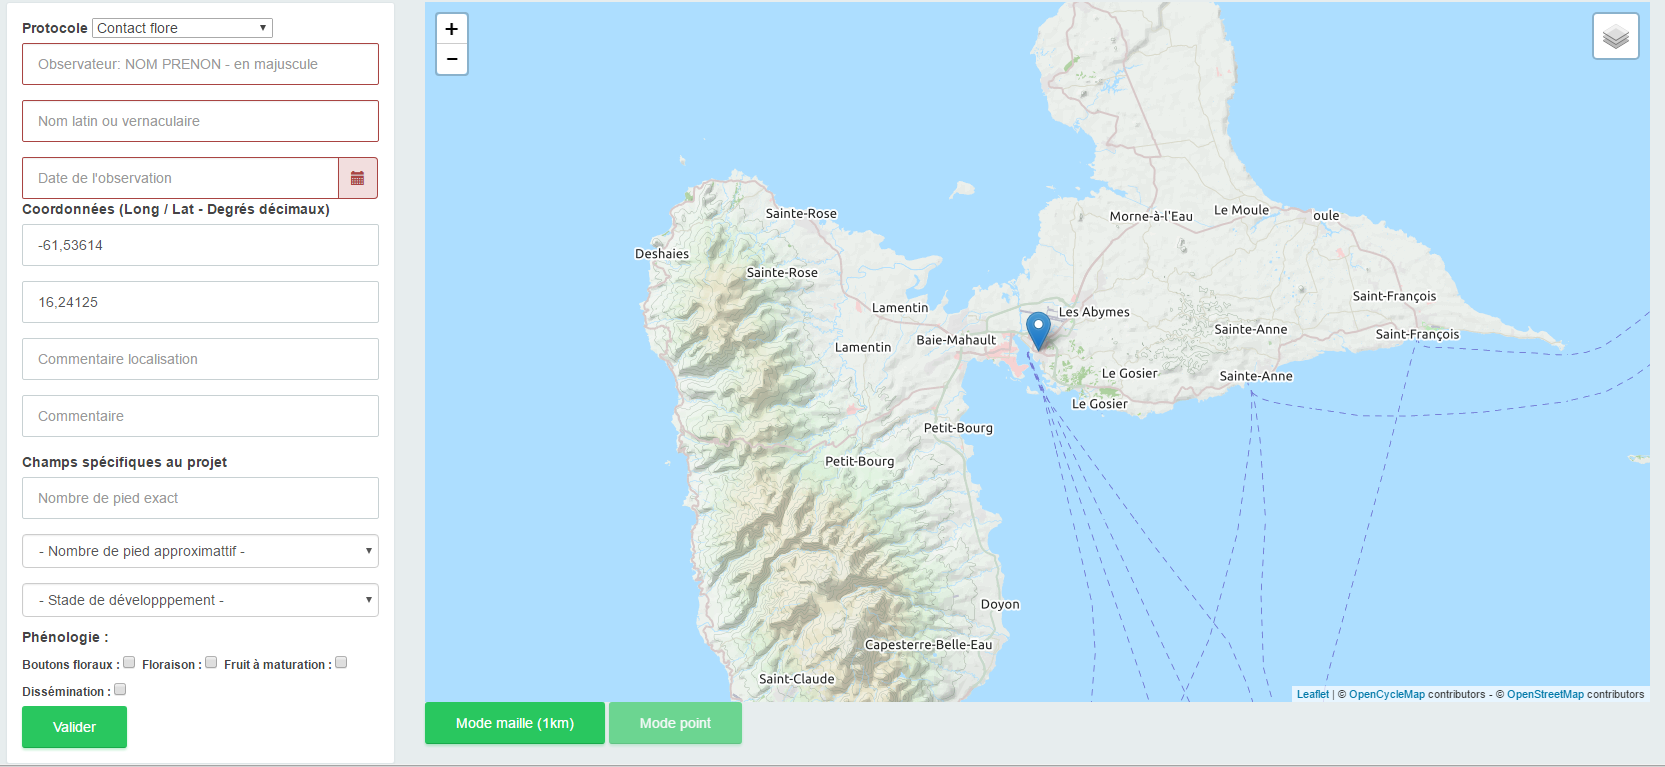 Protocole Contact flore
Observateur: NOM PRENON - en majuscule
Nom latin ou vernaculaire
Date de l'observation
Coordonnées (Long / Lat - Degrés décimaux)
-61,53614
16,24125
Commentaire localisation
Commentaire
Champs spécifiques au projet
Nombre de pied exact
- Nombre de pied approximattif -
- Stade de développpement -
Phénologie :
Boutons floraux : Floraison : Fruit à maturation :
Dissémination :
Valider
+
−
Sainte-Rose
Morne-à-l'Eau
Le Moule
oule
Deshaies
Sainte-Rose
Saint-François
Lamentin
Les Abymes
Sainte-Anne
Saint-François
Baie-Mahault
Lamentin
Le Gosier
Sainte-Anne
Le Gosier
Petit-Bourg
Petit-Bourg
Doyon
Capesterre-Belle-Eau
Saint-Claude
Leaflet | © OpenCycleMap contributors - © OpenStreetMap contributors
Mode maille (1km)
Mode point